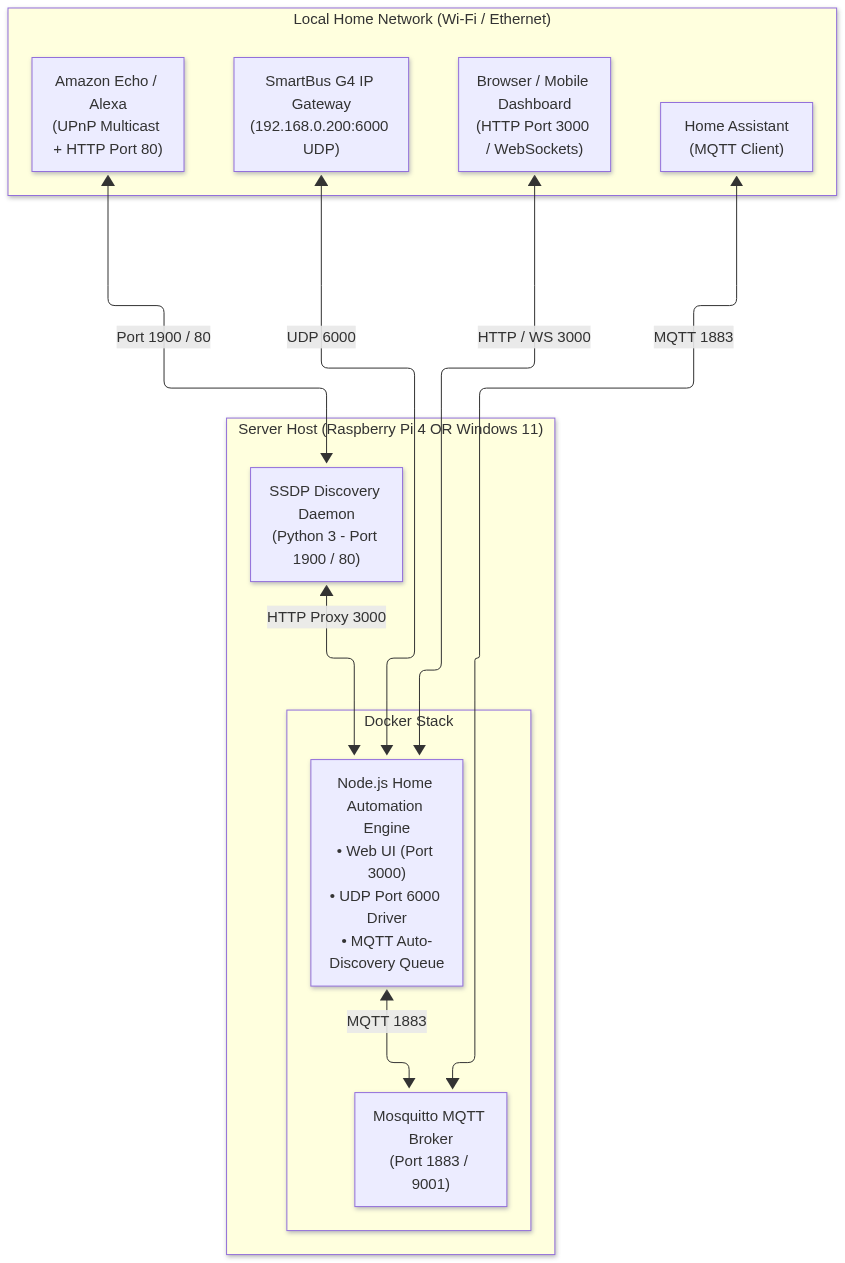 Local Home Network (Wi-Fi / Ethernet)
Amazon Echo /
Alexa
(UPnP Multicast
+ HTTP Port 80)
SmartBus G4 IP
Gateway
(192.168.0.200:6000
UDP)
Browser / Mobile
Dashboard
(HTTP Port 3000
/ WebSockets)
Home Assistant
(MQTT Client)
Port 1900 / 80
UDP 6000
HTTP / WS 3000
MQTT 1883
Server Host (Raspberry Pi 4 OR Windows 11)
SSDP Discovery
Daemon
(Python 3 - Port
1900 / 80)
HTTP Proxy 3000
Docker Stack
Node.js Home
Automation
Engine
• Web UI (Port
3000)
• UDP Port 6000
Driver
• MQTT Auto-
Discovery Queue
MQTT 1883
Mosquitto MQTT
Broker
(Port 1883 /
9001)